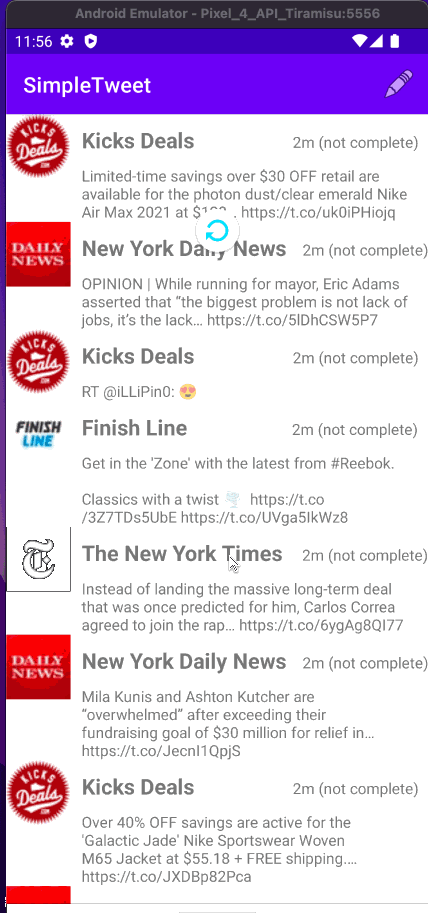 Android Emulator - Pixel_4_API_Tiramisu:5556
11:56
SimpleTweet
KICKS
Deals
.COM
Kicks Deals 2m (not complete)
Limited-time savings over $30 OFF retail are
available for the photon dust/clear emerald Nike
Air Max 2021 at https://t.co/uk0iPHiojq
DAILY
NEWS
New York Daily News 2m (not complete)
OPINION | While running for mayor, Eric Adams
asserted that “the biggest problem is not lack of
jobs, it’s the lack… https://t.co/5lDhCSW5P7
KICKS
Deals
.COM
Kicks Deals 2m (not complete)
RT @iLLiPin0: 😍
FINISH
LINE
Finish Line 2m (not complete)
Get in the 'Zone' with the latest from #Reebok.
Classics with a twist 🌪️ https://t.co
/3Z7TDs5UbE https://t.co/UVga5IkWz8
T
The New York Times 2m (not complete)
Instead of landing the massive long-term deal
that was once predicted for him, Carlos Correa
agreed to join the rap… https://t.co/6ygAg8QI77
DAILY
NEWS
New York Daily News 2m (not complete)
Mila Kunis and Ashton Kutcher are
“overwhelmed” after exceeding their
fundraising goal of $30 million for relief in…
https://t.co/JecnI1QpjS
KICKS
Deals
.COM
Kicks Deals 2m (not complete)
Over 40% OFF savings are active for the
'Galactic Jade' Nike Sportswear Woven
M65 Jacket at $55.18 + FREE shipping.…
https://t.co/JXDBp82Pca